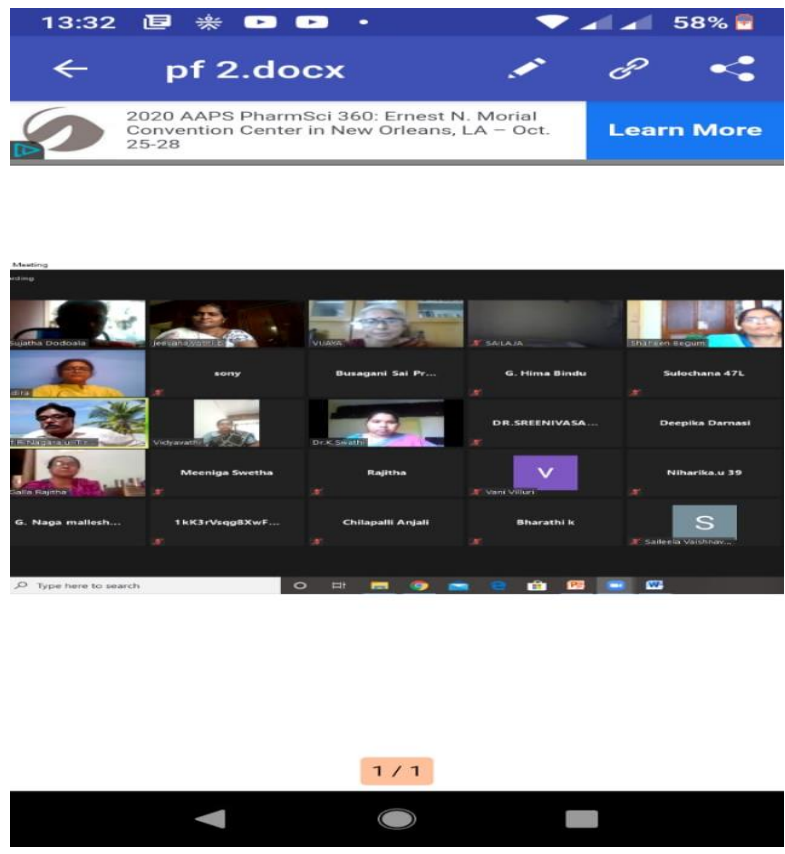 13:32
58%
pf 2.docx
2020 AAPS PharmSci 360: Ernest N. Morial
Convention Center in New Orleans, LA – Oct.
25-28
Learn More
Meeting
Sujatha Dodoala
VIJAYA
SAILAJA
Shaheen Begum
sony
Busagani Sai Pr...
G. Hima Bindu
Sulochana 47L
Vidyavathi
Dr.K.Swathi
DR.SREENIVASA...
Deepika Darnasi
Galla Rajitha
Meeniga Swetha
Rajitha
V
Vani Villuri
Niharika.u 39
G. Naga mallesh...
1kK3rVsqg8XwF...
Chilapalli Anjali
Bharathi k
S
Saileela Vaishnav...
Type here to search
1 / 1